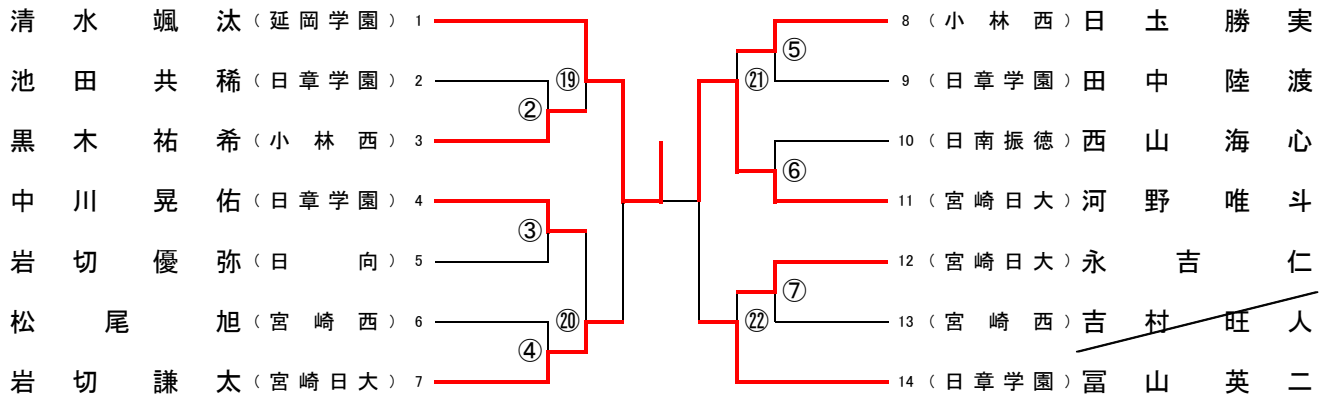 清水 颯汰 (延岡学園) 1
池田 共稀 (日章学園) 2
黒木 祐希 (小林西) 3
中川 晃佑 (日章学園) 4
岩切 優弥 (日向) 5
松尾 旭 (宮崎西) 6
岩切 謙太 (宮崎日大) 7
⑲
②
③
⑳
④
8 (小林西) 日圡 勝実
9 (日章学園) 田中 陸渡
10 (日南振徳) 西山 海心
11 (宮崎日大) 河野 唯斗
12 (宮崎日大) 永吉 仁
13 (宮崎西) 吉村 旺人
14 (日章学園) 冨山 英二
⑤
㉑
⑥
⑦
㉒